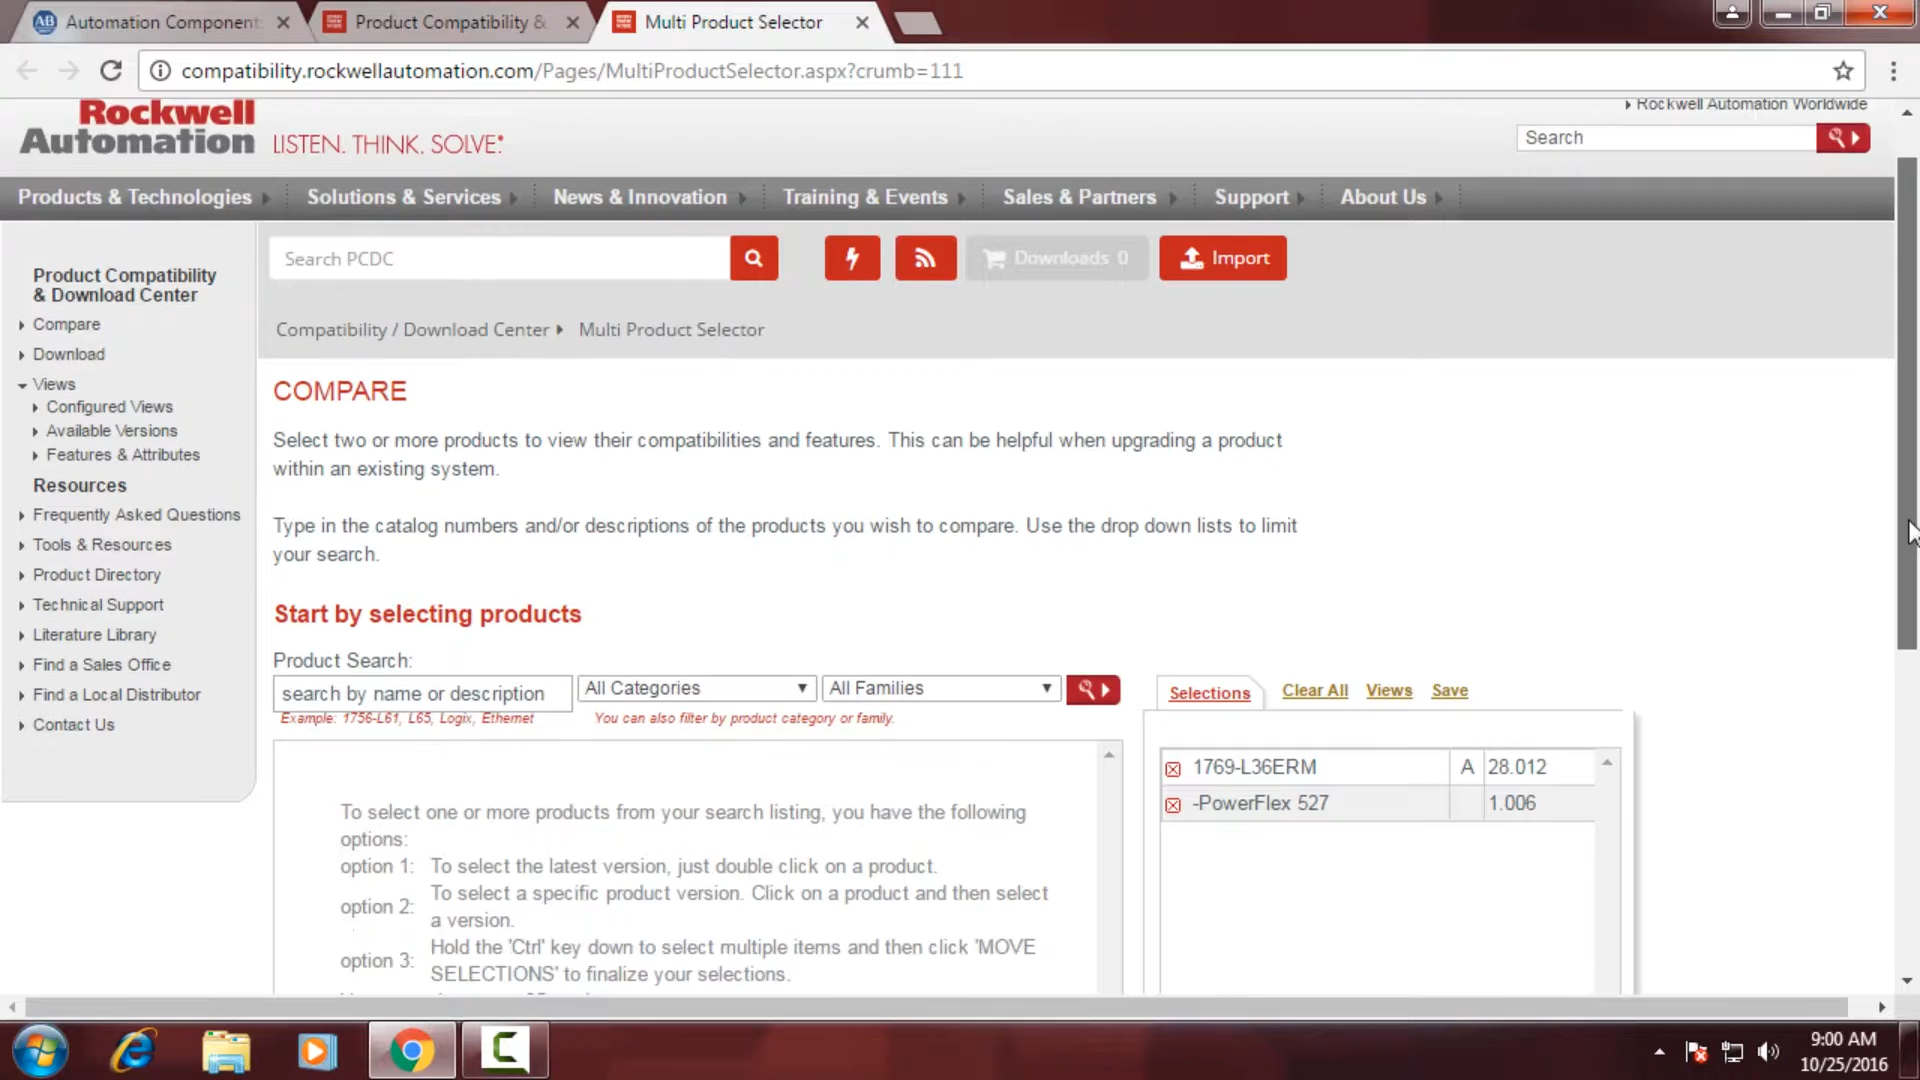 Automation Component
Product Compatibility &
Multi Product Selector
compatibility.rockwellautomation.com/Pages/MultiProductSelector.aspx?crumb=111
Rockwell Automation Worldwide
Rockwell
Automation
LISTEN. THINK. SOLVE.
Search
Products & Technologies
Solutions & Services
News & Innovation
Training & Events
Sales & Partners
Support
About Us
Product Compatibility
& Download Center
Compare
Download
Views
Configured Views
Available Versions
Features & Attributes
Resources
Frequently Asked Questions
Tools & Resources
Product Directory
Technical Support
Literature Library
Find a Sales Office
Find a Local Distributor
Contact Us
Search PCDC
Downloads 0
Import
Compatibility / Download Center
Multi Product Selector
COMPARE
Select two or more products to view their compatibilities and features. This can be helpful when upgrading a product
within an existing system.
Type in the catalog numbers and/or descriptions of the products you wish to compare. Use the drop down lists to limit
your search.
Start by selecting products
Product Search:
search by name or description
All Categories
All Families
Example: 1756-L61, L65, Logix, Ethernet
You can also filter by product category or family.
To select one or more products from your search listing, you have the following
options:
option 1: To select the latest version, just double click on a product.
option 2: To select a specific product version. Click on a product and then select
a version.
option 3: Hold the 'Ctrl' key down to select multiple items and then click 'MOVE
SELECTIONS' to finalize your selections.
Selections
Clear All
Views
Save
1769-L36ERM A 28.012
-PowerFlex 527 1.006
9:00 AM
10/25/2016